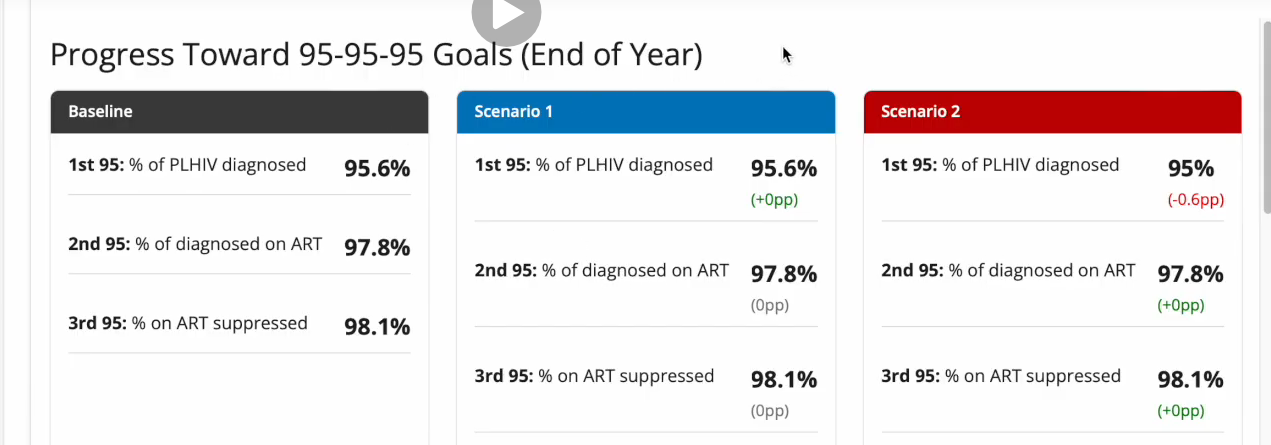 Progress Toward 95-95-95 Goals (End of Year)
Baseline
1st 95: % of PLHIV diagnosed 95.6%
2nd 95: % of diagnosed on ART 97.8%
3rd 95: % on ART suppressed 98.1%
Scenario 1
1st 95: % of PLHIV diagnosed 95.6%
(+0pp)
2nd 95: % of diagnosed on ART 97.8%
(0pp)
3rd 95: % on ART suppressed 98.1%
(0pp)
Scenario 2
1st 95: % of PLHIV diagnosed 95%
(-0.6pp)
2nd 95: % of diagnosed on ART 97.8%
(+0pp)
3rd 95: % on ART suppressed 98.1%
(+0pp)